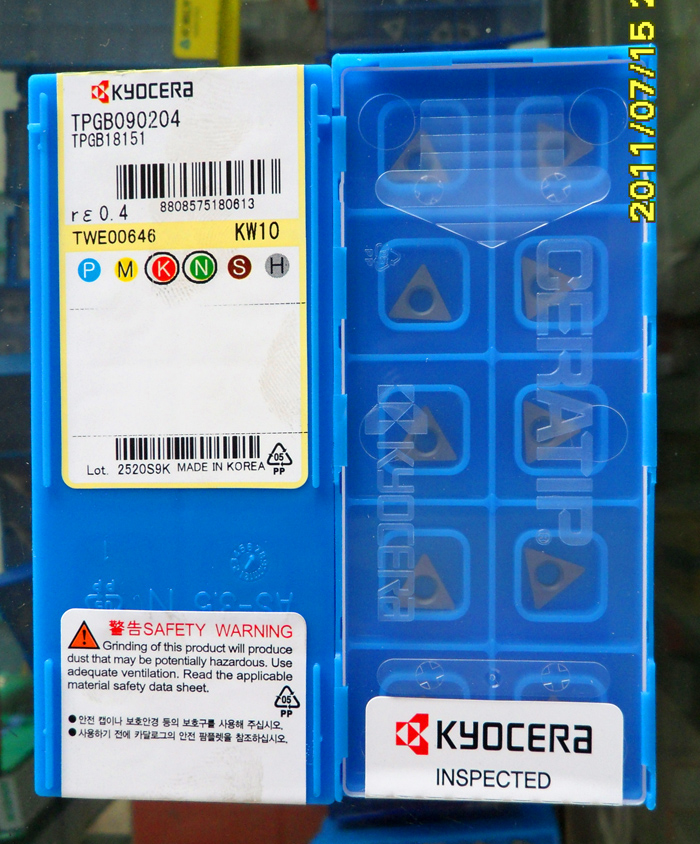 KYOCERA
TPGB090204
TPGB18151
8808575180613
rε 0.4
TWE00646 KW10
P M K N S H
Lot. 2520S9K MADE IN KOREA
05
PP
警告SAFETY WARNING
Grinding of this product will produce
dust that may be potentially hazardous. Use
adequate ventilation. Read the applicable
material safety data sheet.
05
PP
● 안전 캡이나 보호안경 등의 보호구를 사용해 주십시오.
● 사용하기 전에 카달로그의 안전 팜플렛을 참조하십시오.
CERATIP®
KYOCERA
KYOCERA
INSPECTED
2011/07/15